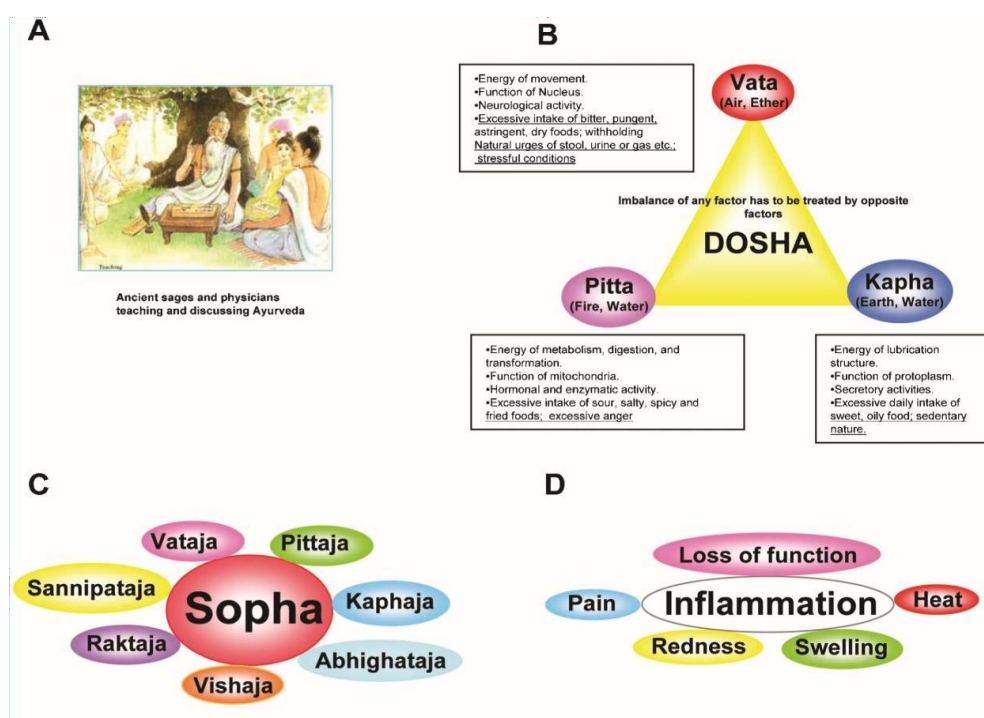 A
Teaching
Ancient sages and physicians
teaching and discussing Ayurveda
B
•Energy of movement.
•Function of Nucleus.
•Neurological activity.
•Excessive intake of bitter, pungent,
astringent, dry foods; withholding
Natural urges of stool, urine or gas etc.;
stressful conditions
Vata
(Air, Ether)
Imbalance of any factor has to be treated by opposite
factors
DOSHA
Pitta
(Fire, Water)
Kapha
(Earth, Water)
•Energy of metabolism, digestion, and
transformation.
•Function of mitochondria.
•Hormonal and enzymatic activity.
•Excessive intake of sour, salty, spicy and
fried foods; excessive anger
•Energy of lubrication
structure.
•Function of protoplasm.
•Secretory activities.
•Excessive daily intake of
sweet, oily food; sedentary
nature.
C
Vataja
Pittaja
Sannipataja
Sopha
Kaphaja
Raktaja
Abhighataja
Vishaja
D
Loss of function
Pain
Inflammation
Heat
Redness
Swelling